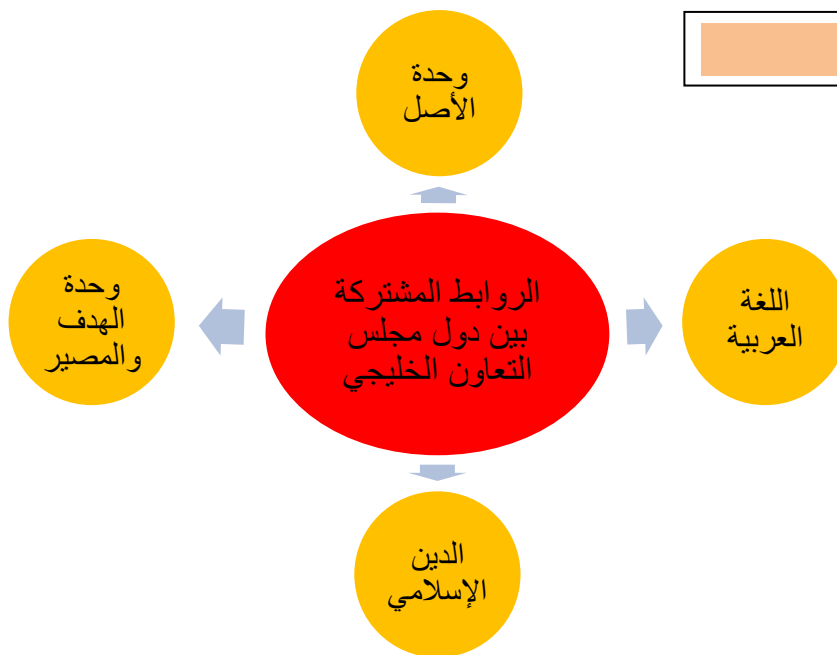 وحدة
الأصل
الروابط المشتركة
بين دول مجلس
التعاون الخليجي
اللغة
العربية
وحدة
الهدف
والمصير
الدين
الإسلامي